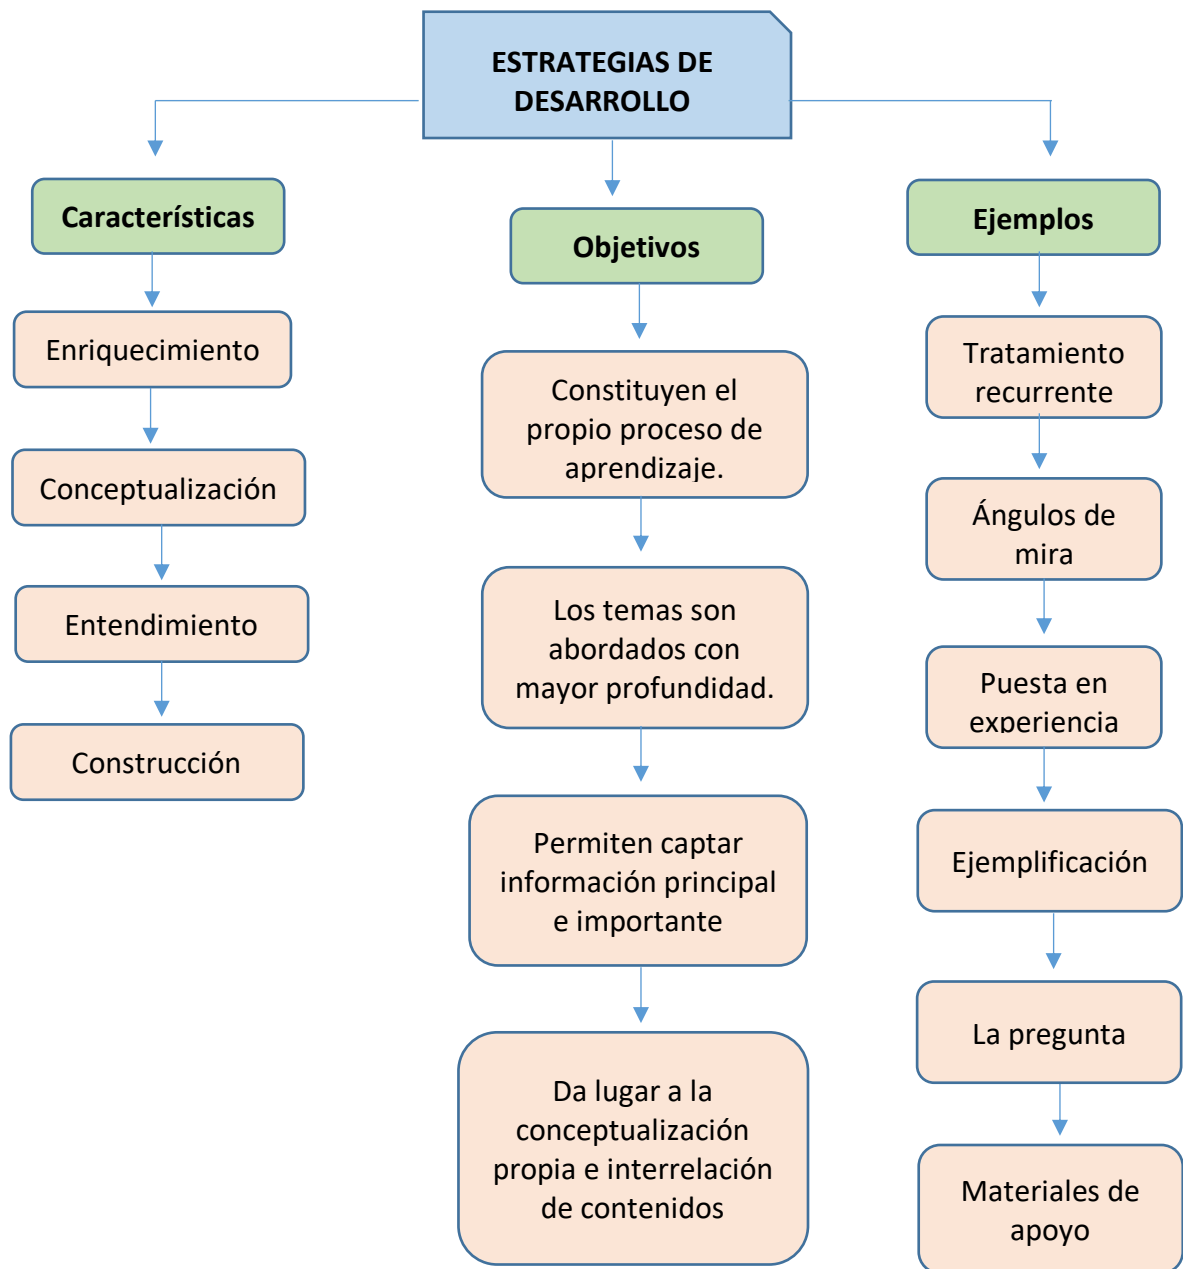 ESTRATEGIAS DE
DESARROLLO
Características
Enriquecimiento
Conceptualización
Entendimiento
Construcción
Objetivos
Constituyen el
propio proceso de
aprendizaje.
Los temas son
abordados con
mayor profundidad.
Permiten captar
información principal
e importante
Da lugar a la
conceptualización
propia e interrelación
de contenidos
Ejemplos
Tratamiento
recurrente
Ángulos de
mira
Puesta en
experiencia
Ejemplificación
La pregunta
Materiales de
apoyo